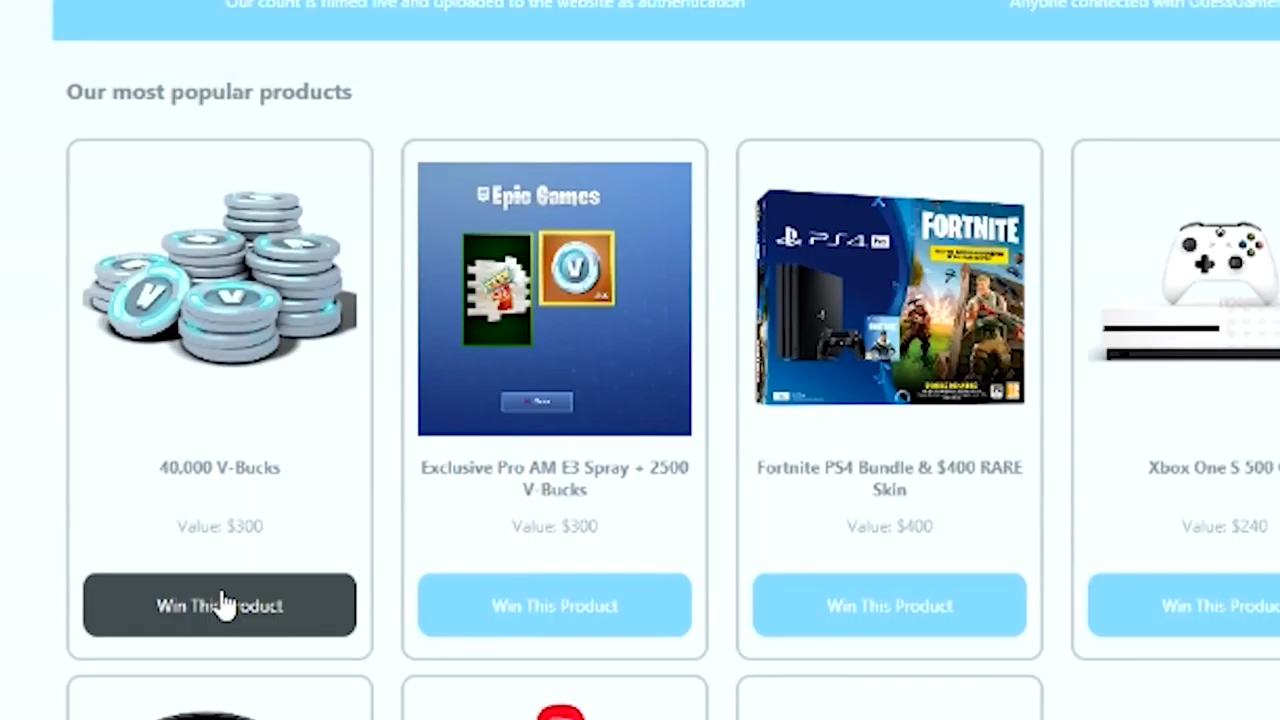 Our count is filmed live and uploaded to the website as authentication
Anyone connected with GuessGames
Our most popular products
Epic Games
PS4 PRO
FORTNITE
40,000 V-Bucks
Exclusive Pro AM E3 Spray + 2500
V-Bucks
Fortnite PS4 Bundle & $400 RARE
Skin
Xbox One S 500
Value: $300
Value: $300
Value: $400
Value: $240
Win This Product
Win This Product
Win This Product
Win This Produc